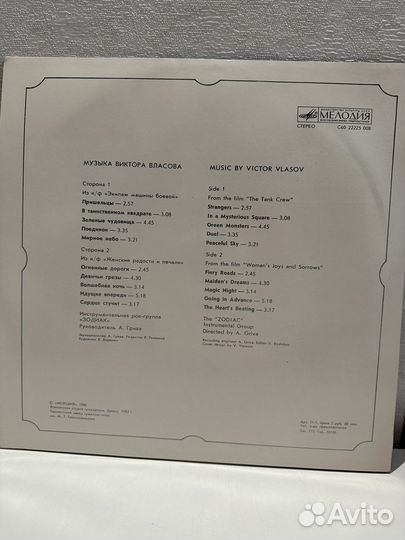 МЕЛОДИЯ
СТЕРЕО
С60 22225 008
МУЗЫКА ВИКТОРА ВЛАСОВА
Сторона 1
Из к/ф «Экипаж машины боевой»
Пришельцы — 2.57
В таинственном квадрате — 3.08
Зеленые чудовища — 4.45
Поединок — 3.35
Мирное небо — 3.21
Сторона 2
Из к/ф «Женские радости и печали»
Огненные дороги — 2.45
Девичьи грезы — 4.30
Волшебная ночь — 3.14
Идущие впереди — 5.18
Сердце стучит — 3.17
Инструментальная рок-группа
«ЗОДИАК»
Руководитель А. Грива
MUSIC BY VICTOR VLASOV
Side 1
From the film "The Tank Crew"
Strangers — 2.57
In a Mysterious Square — 3.08
Green Monsters — 4.45
Duel — 3.35
Peaceful Sky — 3.21
Side 2
From the film "Woman's Joys and Sorrows"
Fiery Roads — 2.45
Maiden's Dreams — 4.30
Magic Night — 3.14
Going in Advance — 5.18
The Heart's Beating — 3.17
The "ZODIAC"
Instrumental Group
Directed by A. Griva
Avito